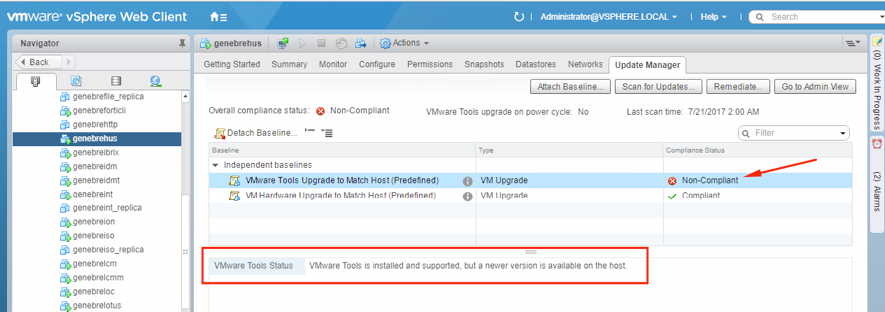 vmware® vSphere Web Client
Administrator@VSPHERE.LOCAL
Help
Search
Navigator
Back
genebrefile_replica
genebreforticli
genebrehttp
genebrehus
genebreibrix
genebreidm
genebreidmt
genebreint
genebreint_replica
genebreion
genebreiso
genebreiso_replica
genebrelcm
genebrelcmm
genebreloc
genebrelotus
genebrehus
Actions
Getting Started Summary Monitor Configure Permissions Snapshots Datastores Networks Update Manager
Attach Baseline... Scan for Updates... Remediate... Go to Admin View
Overall compliance status: Non-Compliant VMware Tools upgrade on power cycle: No Last scan time: 7/21/2017 2:00 AM
Detach Baseline...
Filter
Baseline Type Compliance Status
Independent baselines
VMware Tools Upgrade to Match Host (Predefined) VM Upgrade Non-Compliant
VM Hardware Upgrade to Match Host (Predefined) VM Upgrade Compliant
VMware Tools Status VMware Tools is installed and supported, but a newer version is available on the host.
(0) Work In Progress
(2) Alarms